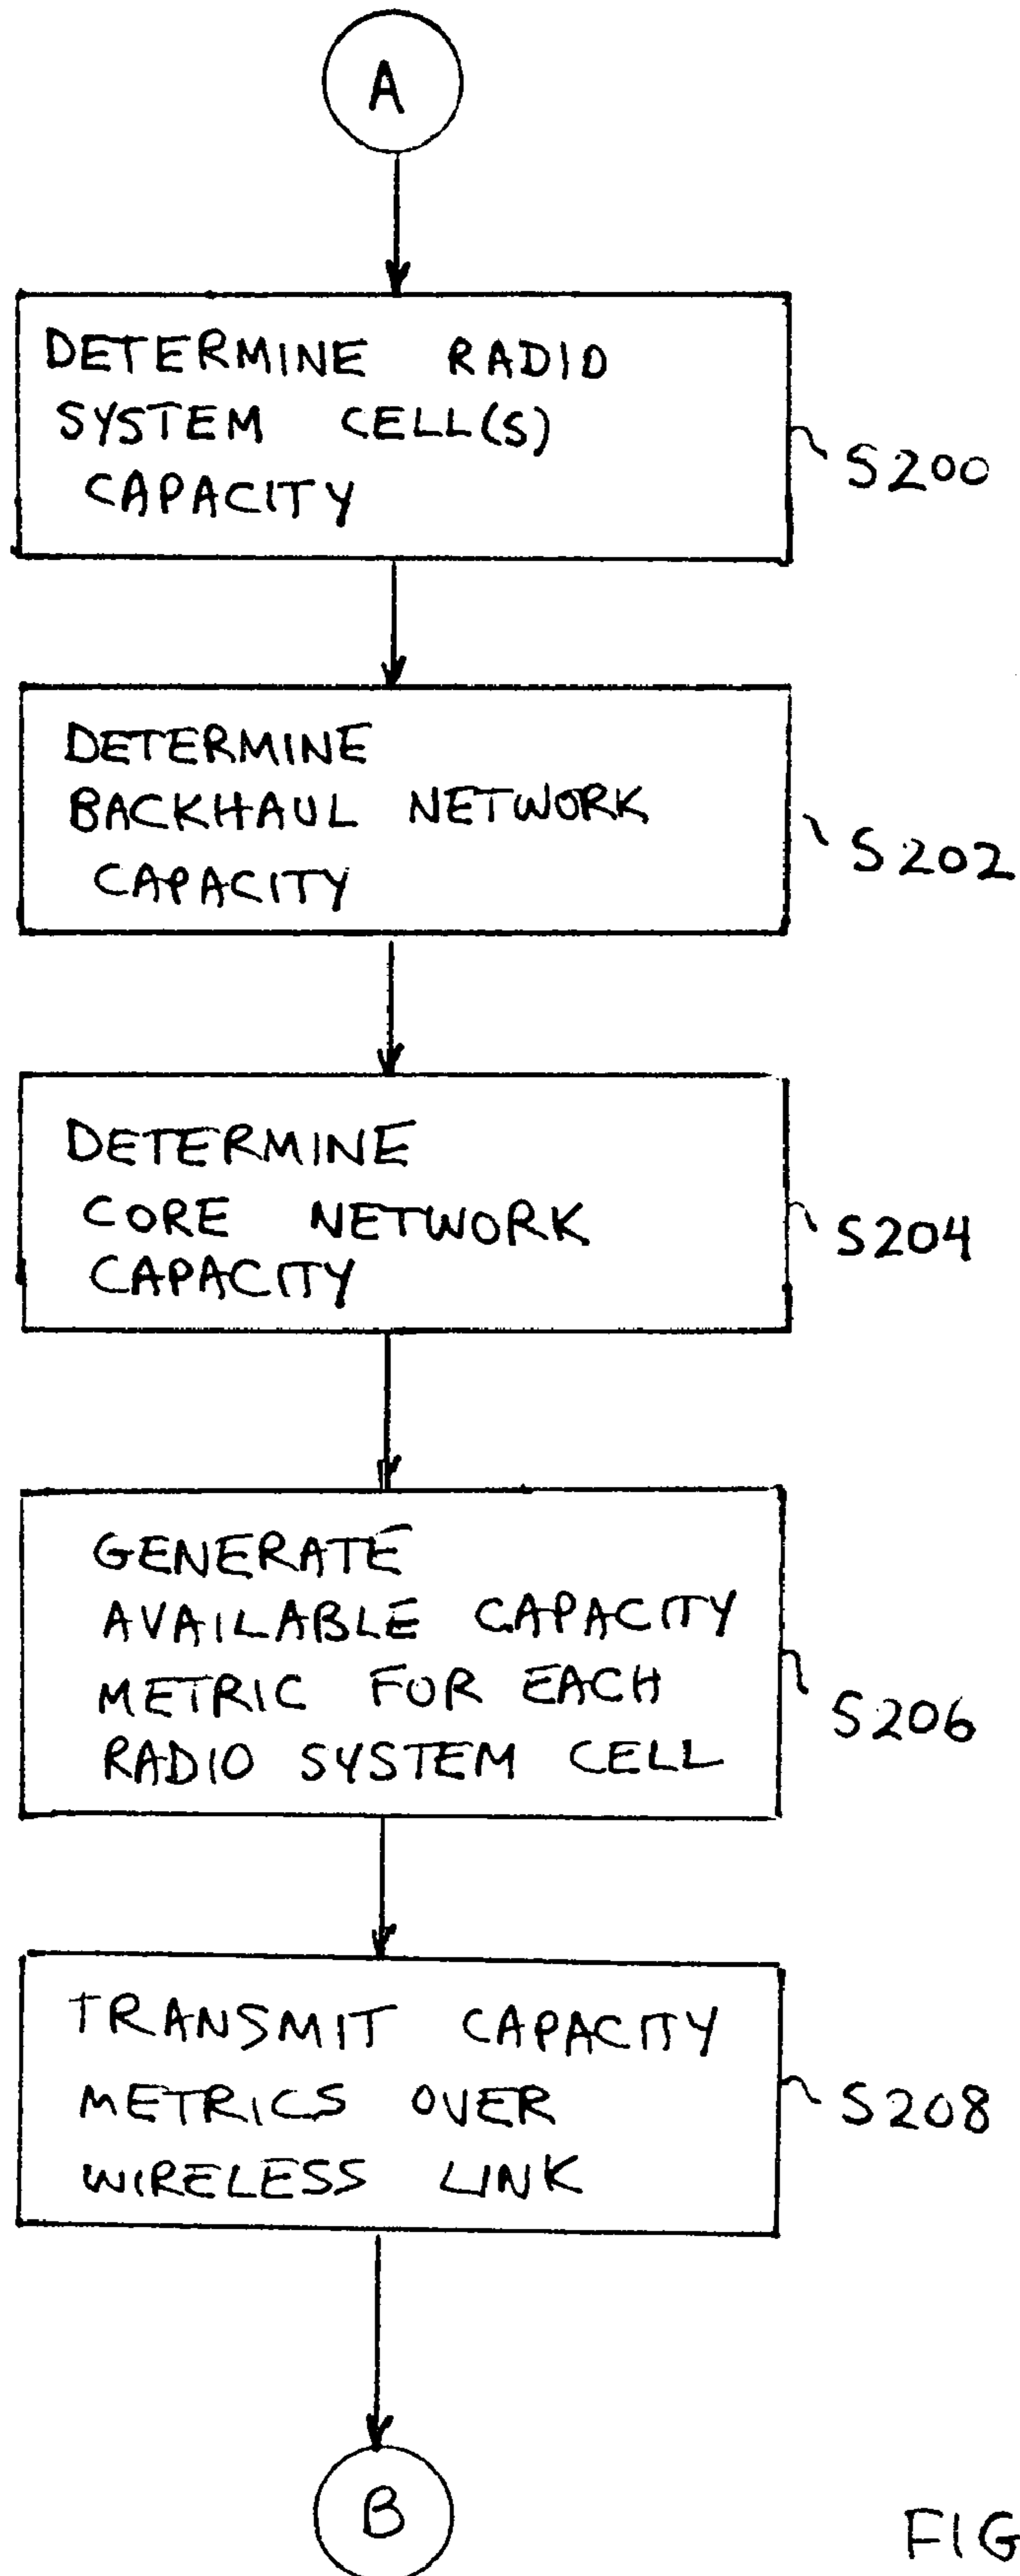 A
DETERMINE RADIO
SYSTEM CELL(S)
CAPACITY
S200
DETERMINE
BACKHAUL NETWORK
CAPACITY
S202
DETERMINE
CORE NETWORK
CAPACITY
S204
GENERATE
AVAILABLE CAPACITY
METRIC FOR EACH
RADIO SYSTEM CELL
S206
TRANSMIT CAPACITY
METRICS OVER
WIRELESS LINK
S208
B
FIG